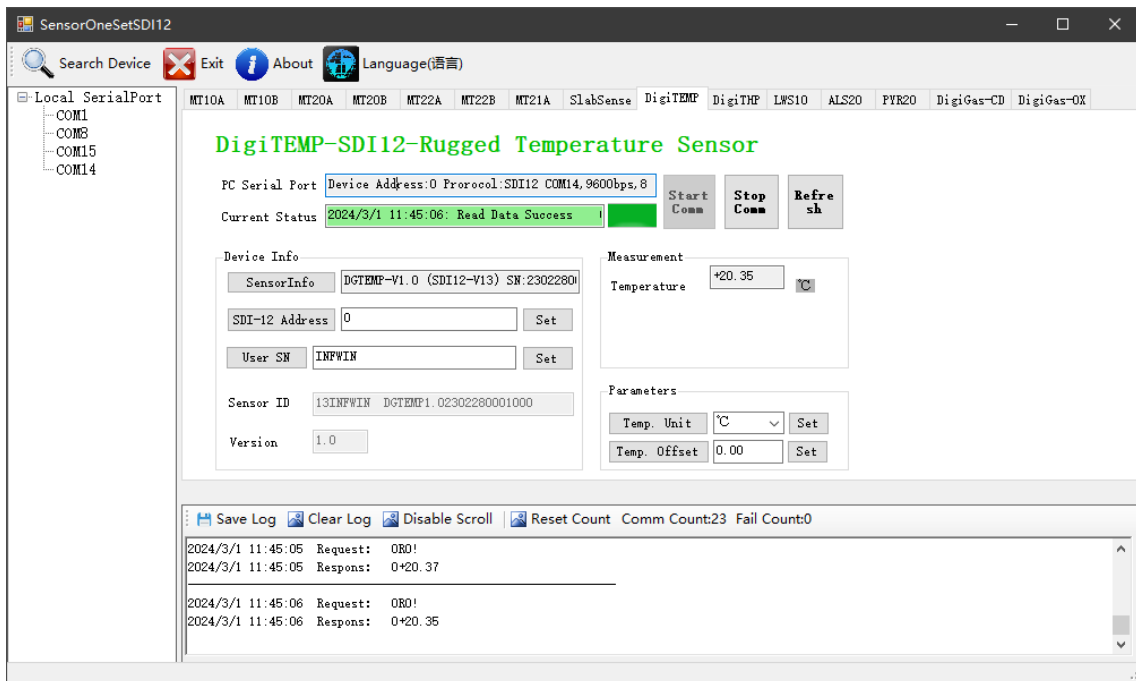 SensorOneSetSDI12
Search Device Exit About Language(语言)
Local SerialPort
COM1
COM8
COM15
COM14
MT10A MT10B MT20A MT20B MT22A MT22B MT21A SlabSense DigiTEMP DigiTHP LWS10 ALS20 PYR20 DigiGas-CD DigiGas-OX
DigiTEMP-SDI12-Rugged Temperature Sensor
PC Serial Port Device Address:0 Prorocol:SDI12 COM14,9600bps,8
Start Comm
Stop Comm
Refresh
Current Status 2024/3/1 11:45:06: Read Data Success
Device Info
SensorInfo DGTEMP-V1.0 (SDI12-V13) SN:2302280
SDI-12 Address 0 Set
User SN INFWIN Set
Sensor ID 13INFWIN DGTEMP1.02302280001000
Version 1.0
Measurement
Temperature +20.35 ℃
Parameters
Temp. Unit ℃ Set
Temp. Offset 0.00 Set
Save Log Clear Log Disable Scroll Reset Count Comm Count:23 Fail Count:0
2024/3/1 11:45:05 Request: 0R0!
2024/3/1 11:45:05 Respons: 0+20.37
2024/3/1 11:45:06 Request: 0R0!
2024/3/1 11:45:06 Respons: 0+20.35